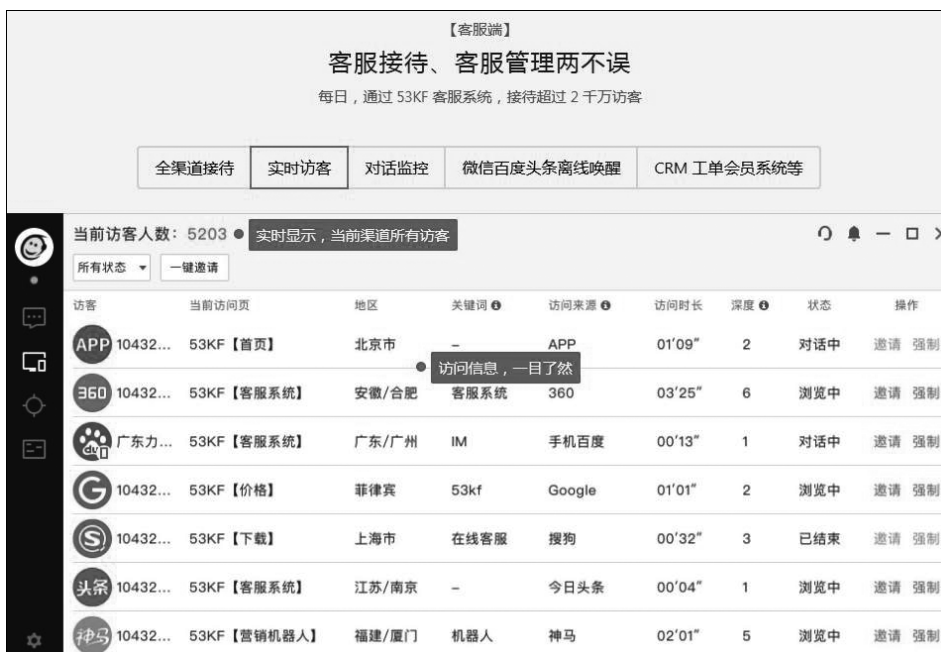 【客服端】
客服接待、客服管理两不误
每日，通过 53KF 客服系统，接待超过 2 千万访客
全渠道接待 实时访客 对话监控 微信百度头条离线唤醒 CRM 工单会员系统等
当前访客人数：5203 实时显示，当前渠道所有访客
所有状态 一键邀请
访客 当前访问页 地区 关键词 访问来源 访问时长 深度 状态 操作
APP 10432... 53KF【首页】 北京市 – APP 01'09" 2 对话中 邀请 强制
访问信息，一目了然
360 10432... 53KF【客服系统】 安徽/合肥 客服系统 360 03'25" 6 浏览中 邀请 强制
du 广东力... 53KF【客服系统】 广东/广州 IM 手机百度 00'13" 1 对话中 邀请 强制
G 10432... 53KF【价格】 菲律宾 53kf Google 01'01" 2 浏览中 邀请 强制
S 10432... 53KF【下载】 上海市 在线客服 搜狗 00'32" 3 已结束 邀请 强制
头条 10432... 53KF【客服系统】 江苏/南京 – 今日头条 00'04" 1 浏览中 邀请 强制
神马 10432... 53KF【营销机器人】 福建/厦门 机器人 神马 02'01" 5 浏览中 邀请 强制